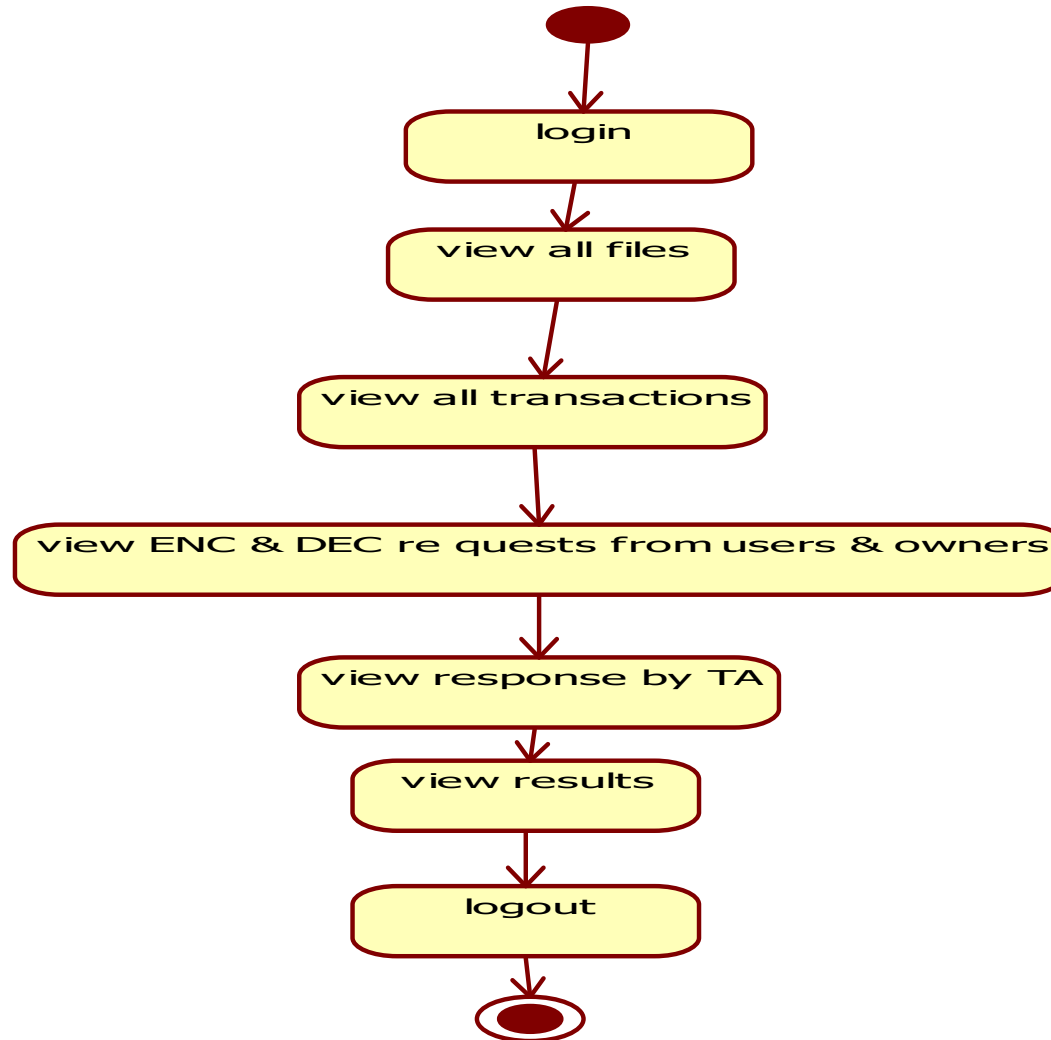 login
view all files
view all transactions
view ENC & DEC re quests from users & owners
view response by TA
view results
logout